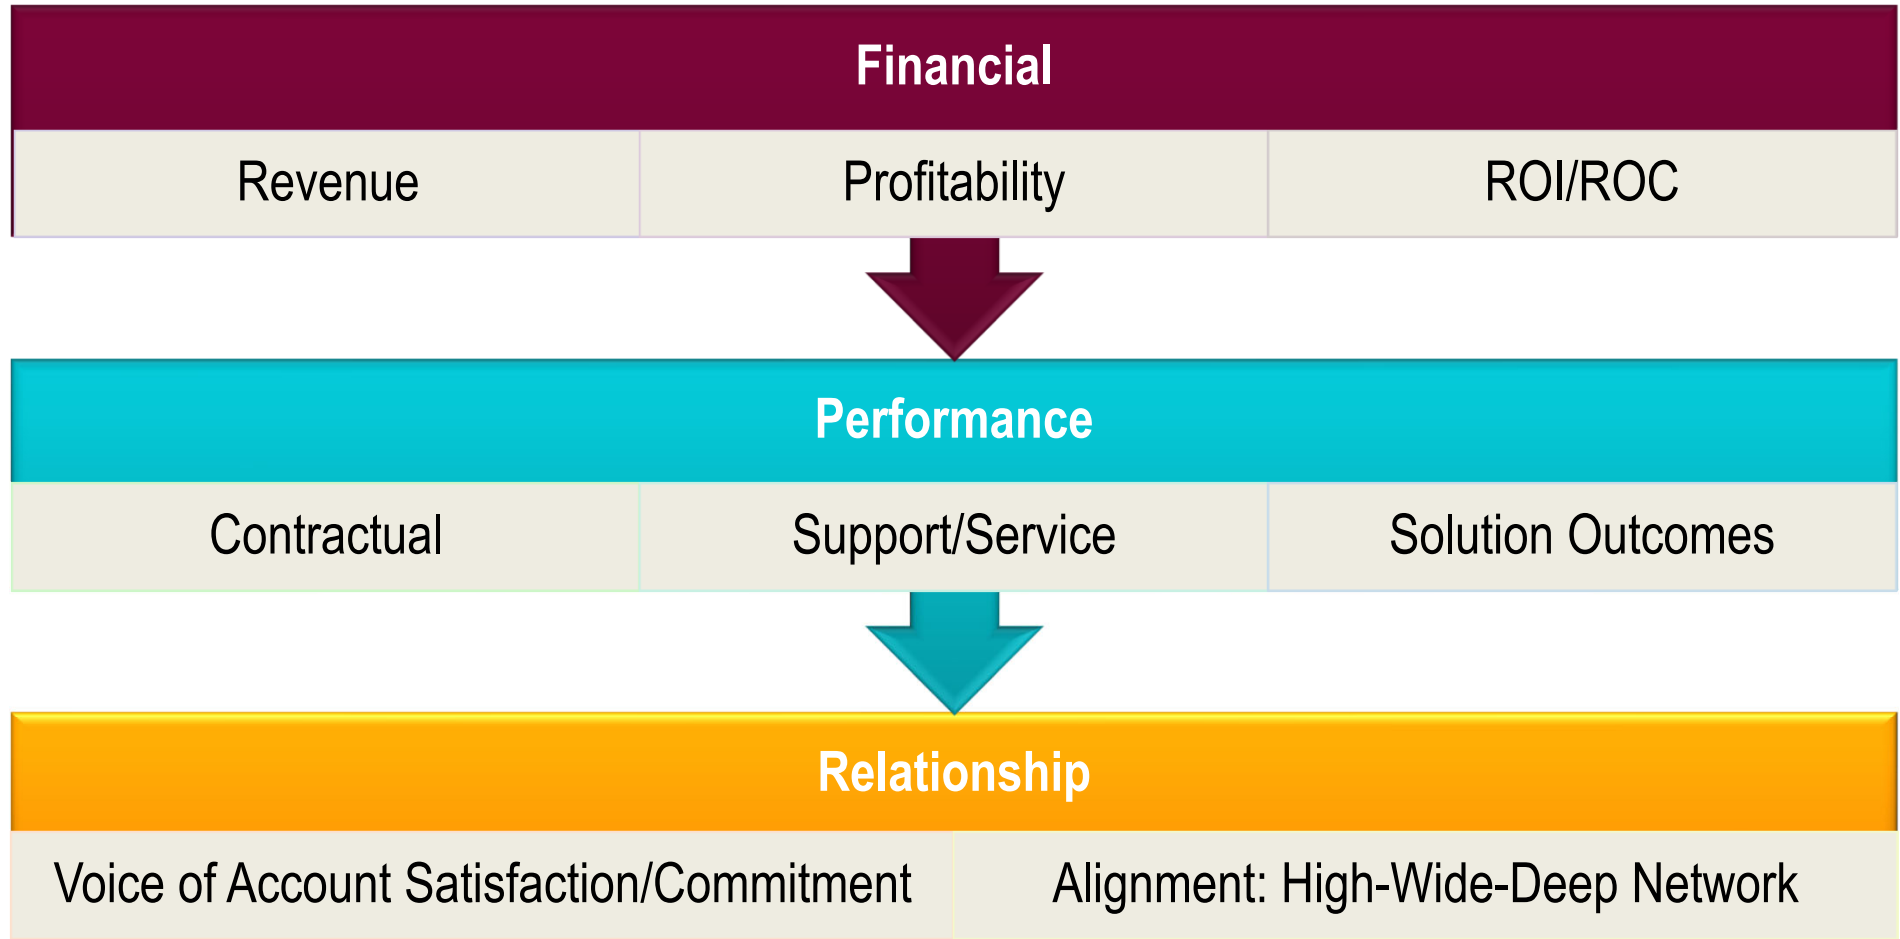 Financial
Revenue
Profitability
ROI/ROC
Performance
Contractual
Support/Service
Solution Outcomes
Relationship
Voice of Account Satisfaction/Commitment
Alignment: High-Wide-Deep Network